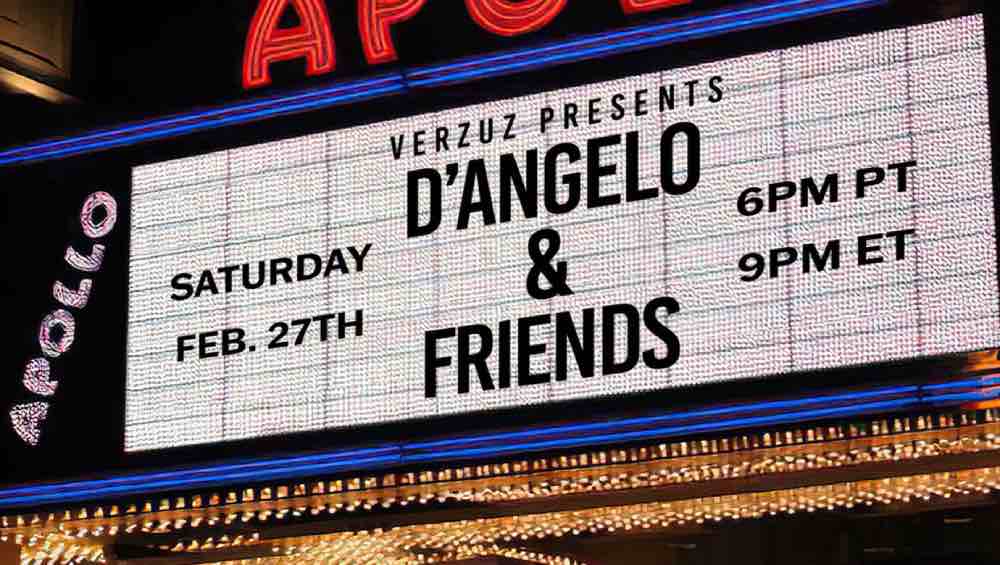 APOLLO
APOLLO
VERZUZ PRESENTS
D'ANGELO
&
FRIENDS
SATURDAY
FEB. 27TH
6PM PT
9PM ET